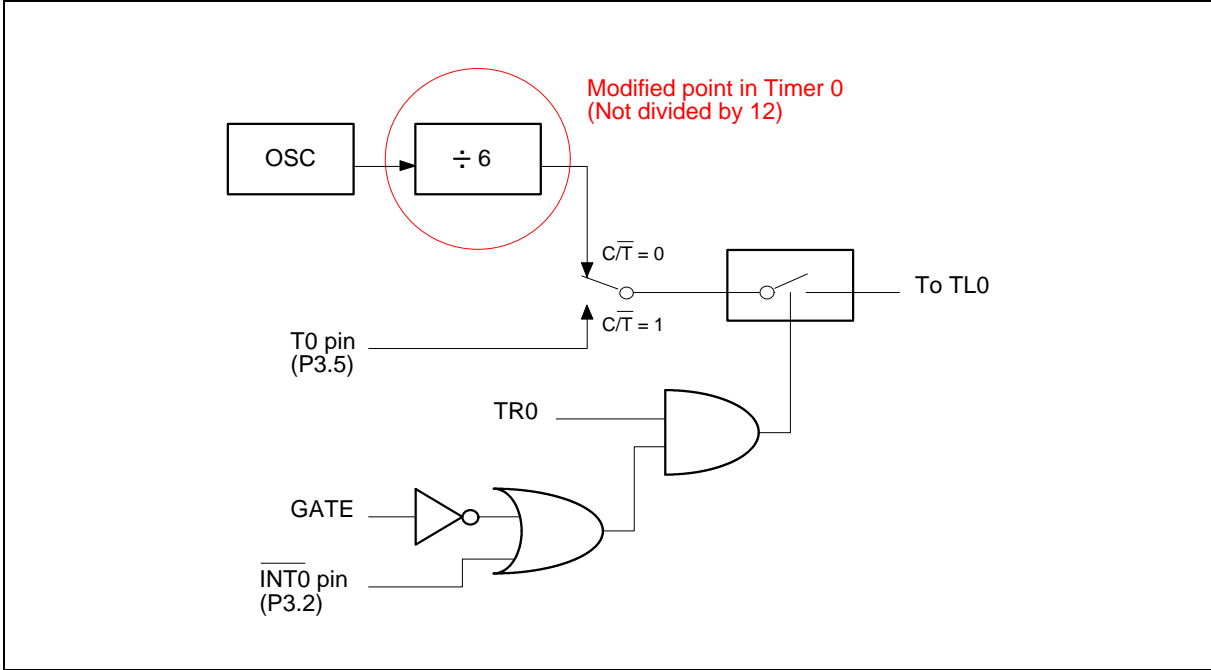 Modified point in Timer 0
(Not divided by 12)
OSC
÷ 6
C/T̅ = 0
To TL0
C/T̅ = 1
T0 pin
(P3.5)
TR0
GATE
I̅N̅T̅0̅ pin
(P3.2)